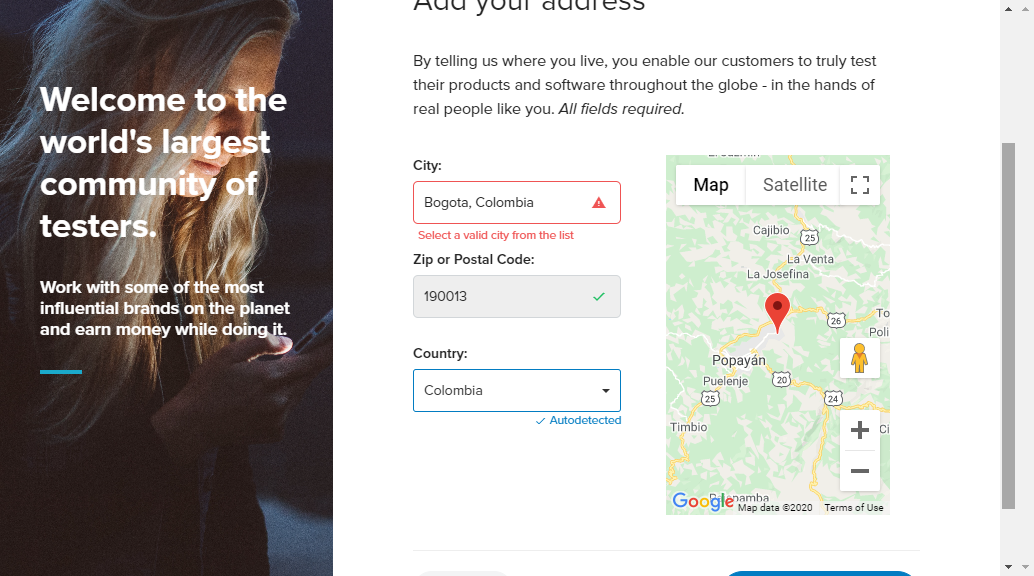 Add your address
Welcome to the
world's largest
community of
testers.
Work with some of the most
influential brands on the planet
and earn money while doing it.
By telling us where you live, you enable our customers to truly test
their products and software throughout the globe - in the hands of
real people like you. All fields required.
City:
Bogota, Colombia
Select a valid city from the list
Zip or Postal Code:
190013
Country:
Colombia
Autodetected
Map
Satellite
Cajibio
25
La Venta
La Josefina
26
To
Poli
Popayán
20
Puelenje
25
24
Timbio
Ci
Google
Map data ©2020
Terms of Use